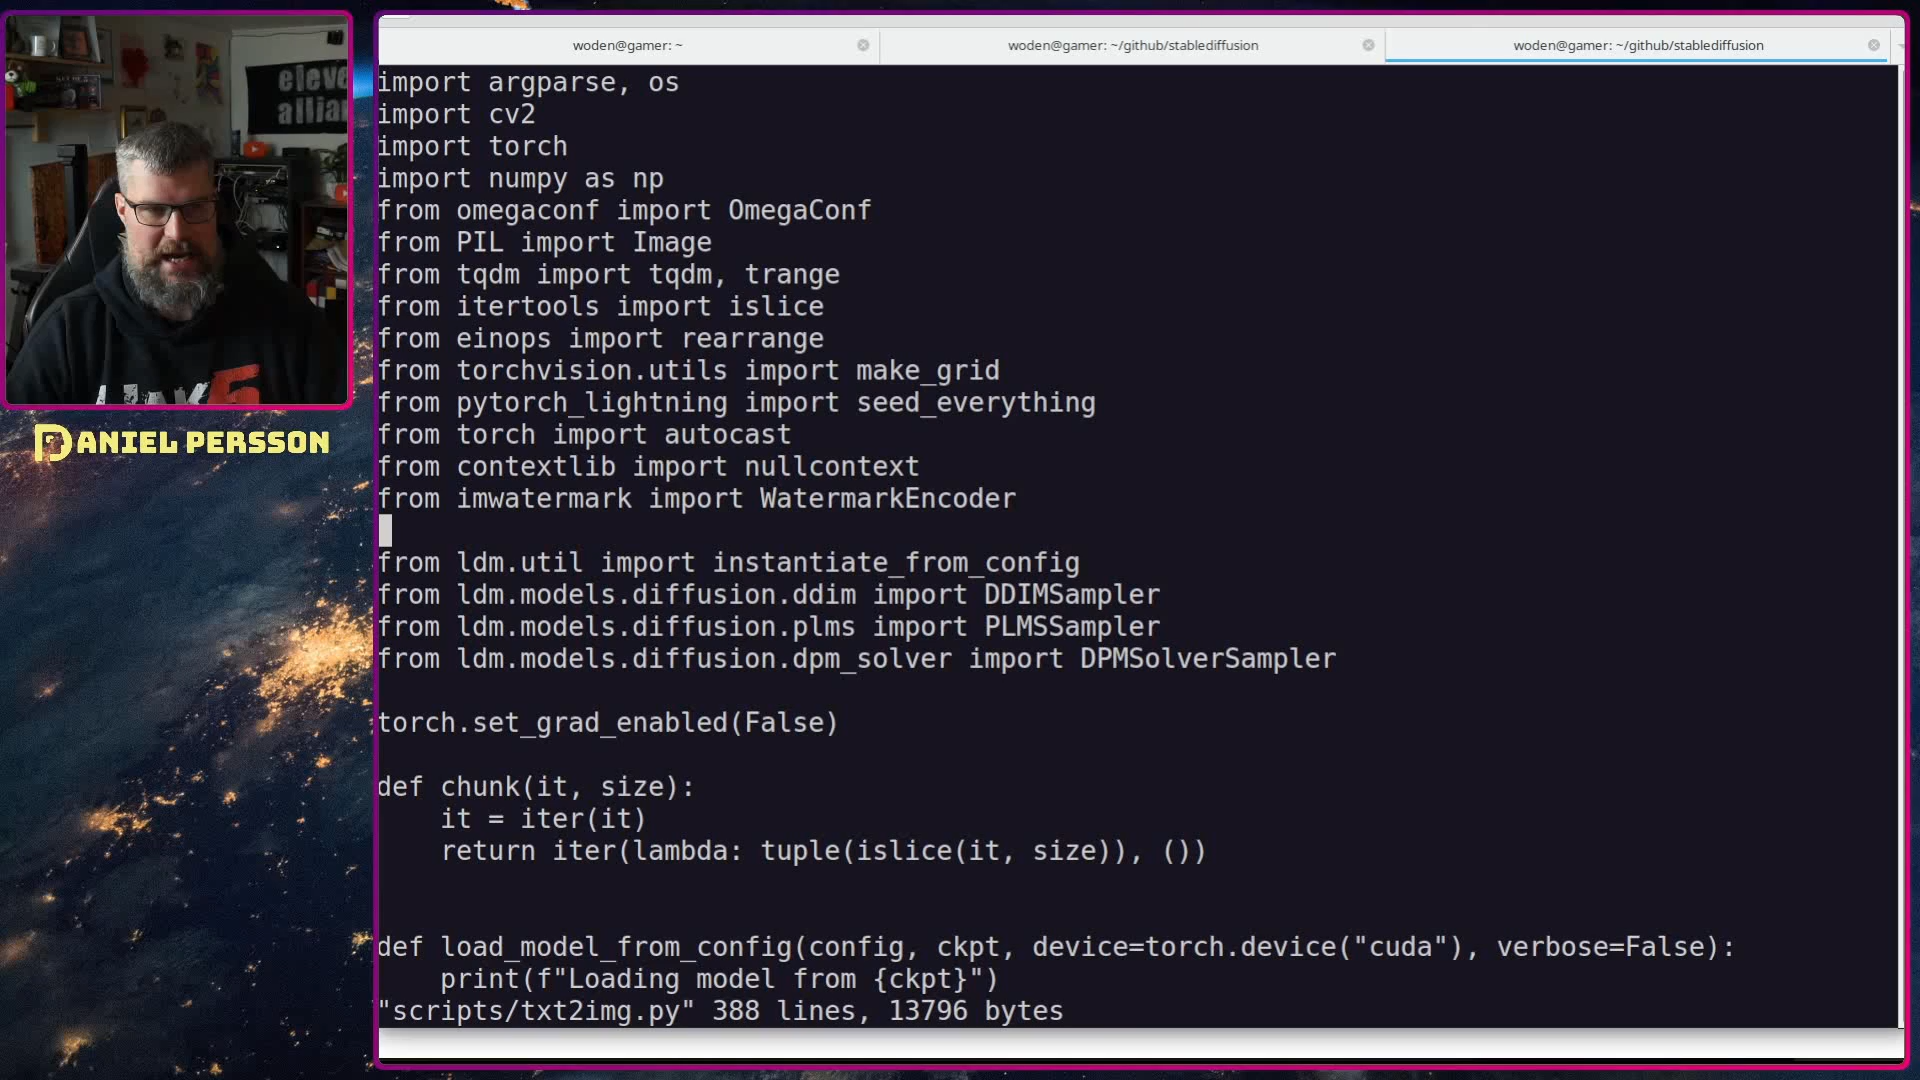 woden@gamer: ~
woden@gamer: ~/github/stablediffusion
woden@gamer: ~/github/stablediffusion
import argparse, os
import cv2
import torch
import numpy as np
from omegaconf import OmegaConf
from PIL import Image
from tqdm import tqdm, trange
from itertools import islice
from einops import rearrange
from torchvision.utils import make_grid
from pytorch_lightning import seed_everything
from torch import autocast
from contextlib import nullcontext
from imwatermark import WatermarkEncoder
from ldm.util import instantiate_from_config
from ldm.models.diffusion.ddim import DDIMSampler
from ldm.models.diffusion.plms import PLMSSampler
from ldm.models.diffusion.dpm_solver import DPMSolverSampler
torch.set_grad_enabled(False)
def chunk(it, size):
    it = iter(it)
    return iter(lambda: tuple(islice(it, size)), ())
def load_model_from_config(config, ckpt, device=torch.device("cuda"), verbose=False):
    print(f"Loading model from {ckpt}")
"scripts/txt2img.py" 388 lines, 13796 bytes
DANIEL PERSSON